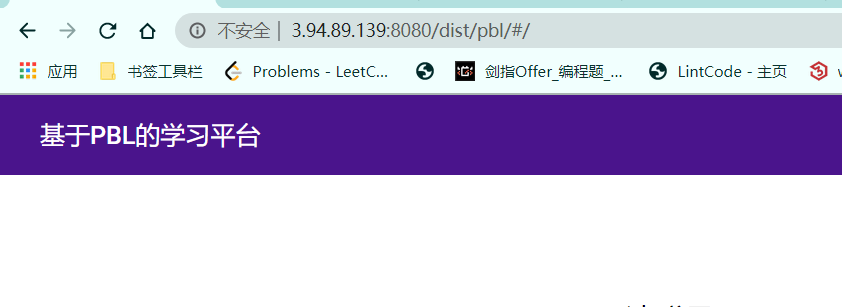 不安全 | 3.94.89.139:8080/dist/pbl/#/
应用 书签工具栏 Problems - LeetC... 剑指Offer_编程题_... LintCode - 主页
基于PBL的学习平台